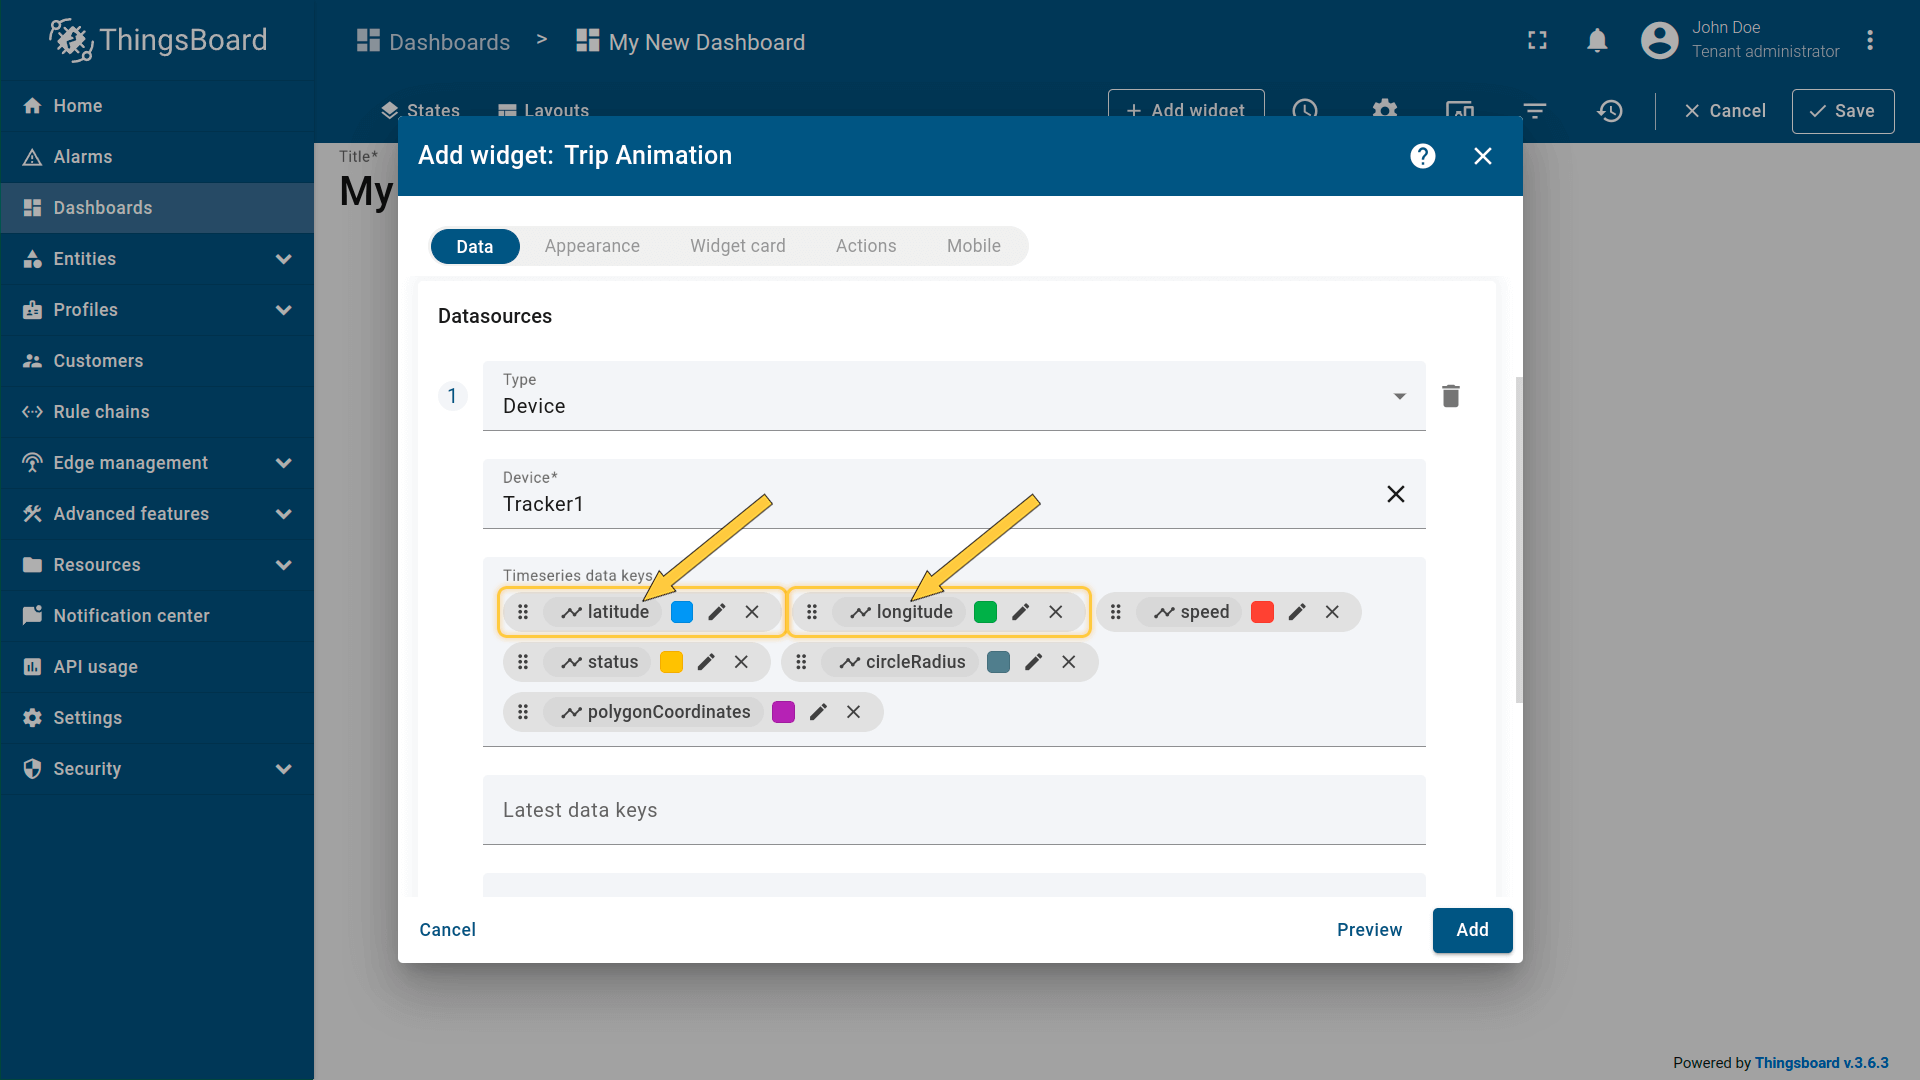 ThingsBoard
Dashboards > My New Dashboard
John Doe
Tenant administrator
Home
Alarms
Dashboards
Entities
Profiles
Customers
Rule chains
Edge management
Advanced features
Resources
Notification center
API usage
Settings
Security
States
Layouts
+ Add widget
Cancel
Save
Title*
My
Add widget: Trip Animation
Data
Appearance
Widget card
Actions
Mobile
Datasources
1
Type
Device
Device*
Tracker1
Timeseries data keys
latitude
longitude
speed
status
circleRadius
polygonCoordinates
Latest data keys
Cancel
Preview
Add
Powered by Thingsboard v.3.6.3